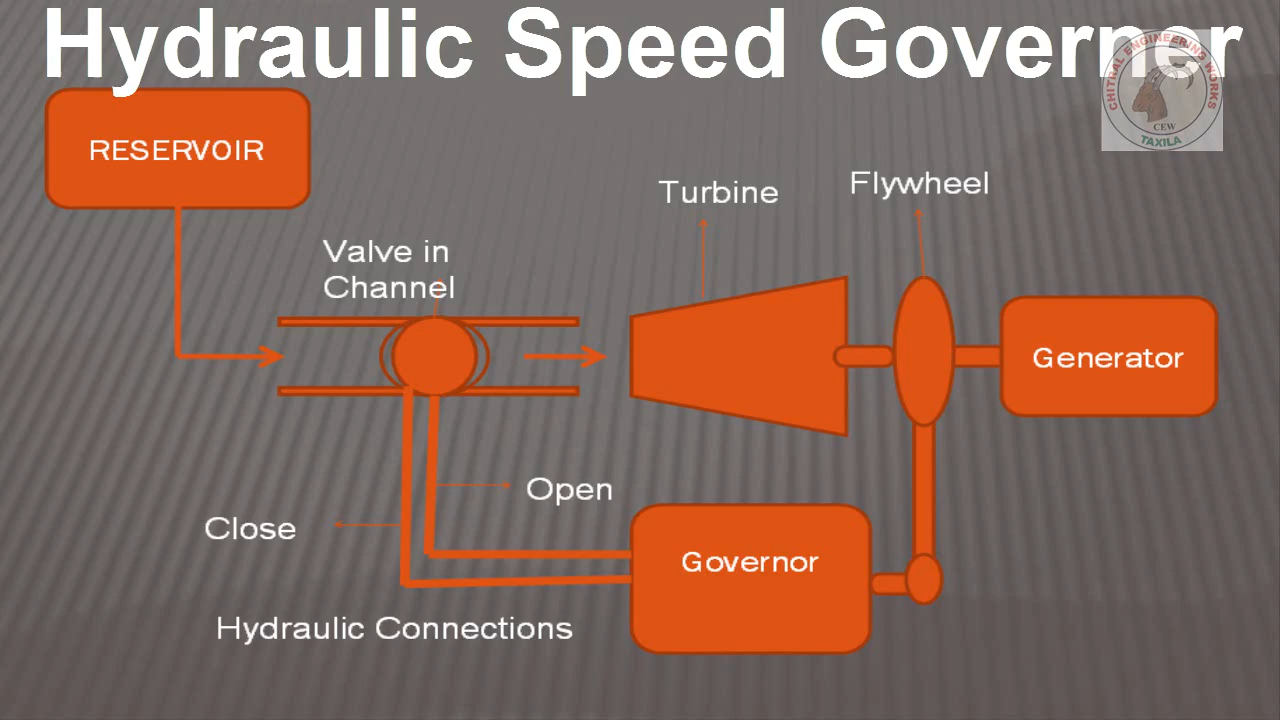 Hydraulic Speed Governer
CHITRAL ENGINEERING WORKS
CEW
TAXILA
RESERVOIR
Turbine
Flywheel
Valve in
Channel
Generator
Open
Close
Governor
Hydraulic Connections